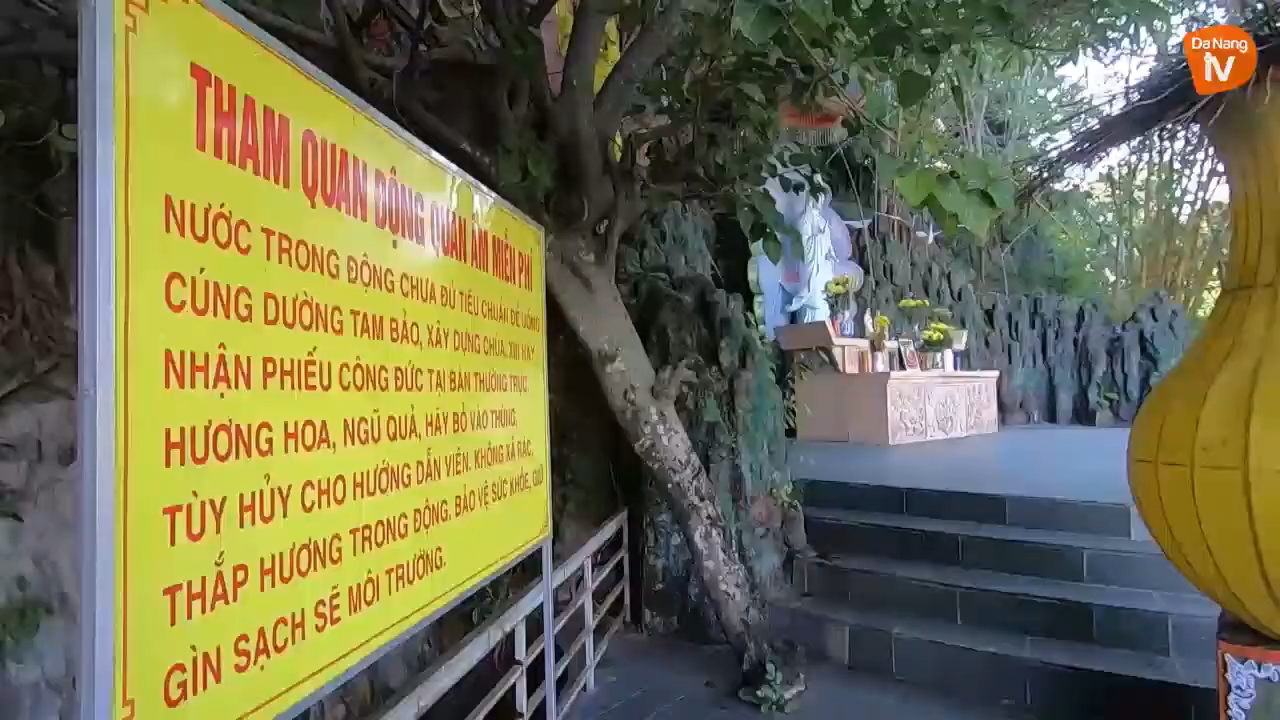 THAM QUAN ĐỘNG QUAN ÂM MIỄN PHÍ
NƯỚC TRONG ĐỘNG CHƯA ĐỦ TIÊU CHUẨN ĐỂ UỐNG
CÚNG DƯỜNG TAM BẢO, XÂY DỰNG CHÙA, XIN HÃY
NHẬN PHIẾU CÔNG ĐỨC TẠI BAN THƯỜNG TRỰC
HƯƠNG HOA, NGŨ QUẢ, HÃY BỎ VÀO THÙNG,
TÙY HỦY CHO HƯỚNG DẪN VIÊN. KHÔNG XẢ RÁC,
THẮP HƯƠNG TRONG ĐỘNG. BẢO VỆ SỨC KHỎE, GIỮ
GÌN SẠCH SẼ MÔI TRƯỜNG.
Da Nang
TV